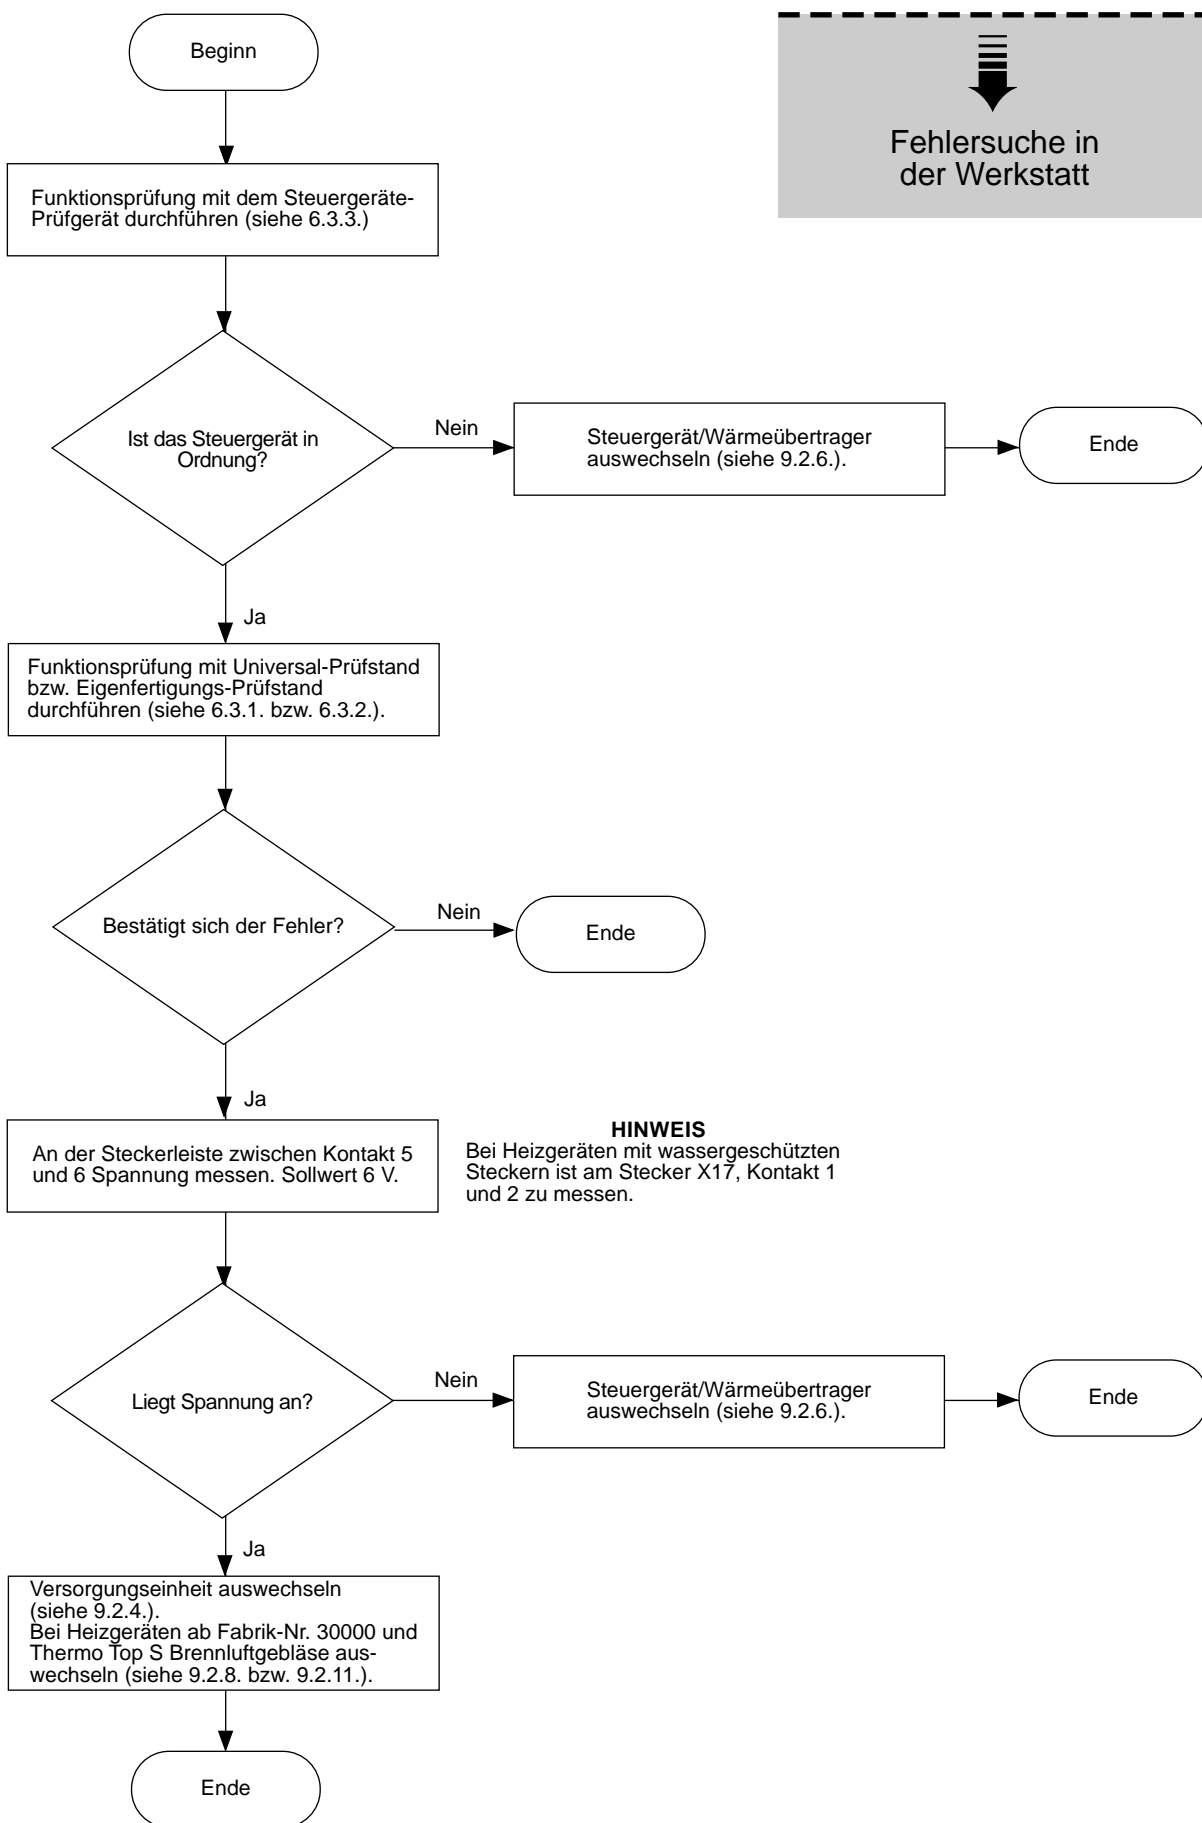 Beginn
Fehlersuche in
der Werkstatt
Funktionsprüfung mit dem Steuergeräte-
Prüfgerät durchführen (siehe 6.3.3.)
Ist das Steuergerät in
Ordnung?
Nein
Steuergerät/Wärmeübertrager
auswechseln (siehe 9.2.6.).
Ende
Ja
Funktionsprüfung mit Universal-Prüfstand
bzw. Eigenfertigungs-Prüfstand
durchführen (siehe 6.3.1. bzw. 6.3.2.).
Bestätigt sich der Fehler?
Nein
Ende
Ja
An der Steckerleiste zwischen Kontakt 5
und 6 Spannung messen. Sollwert 6 V.
HINWEIS
Bei Heizgeräten mit wassergeschützten
Steckern ist am Stecker X17, Kontakt 1
und 2 zu messen.
Liegt Spannung an?
Nein
Steuergerät/Wärmeübertrager
auswechseln (siehe 9.2.6.).
Ende
Ja
Versorgungseinheit auswechseln
(siehe 9.2.4.).
Bei Heizgeräten ab Fabrik-Nr. 30000 und
Thermo Top S Brennluftgebläse aus-
wechseln (siehe 9.2.8. bzw. 9.2.11.).
Ende